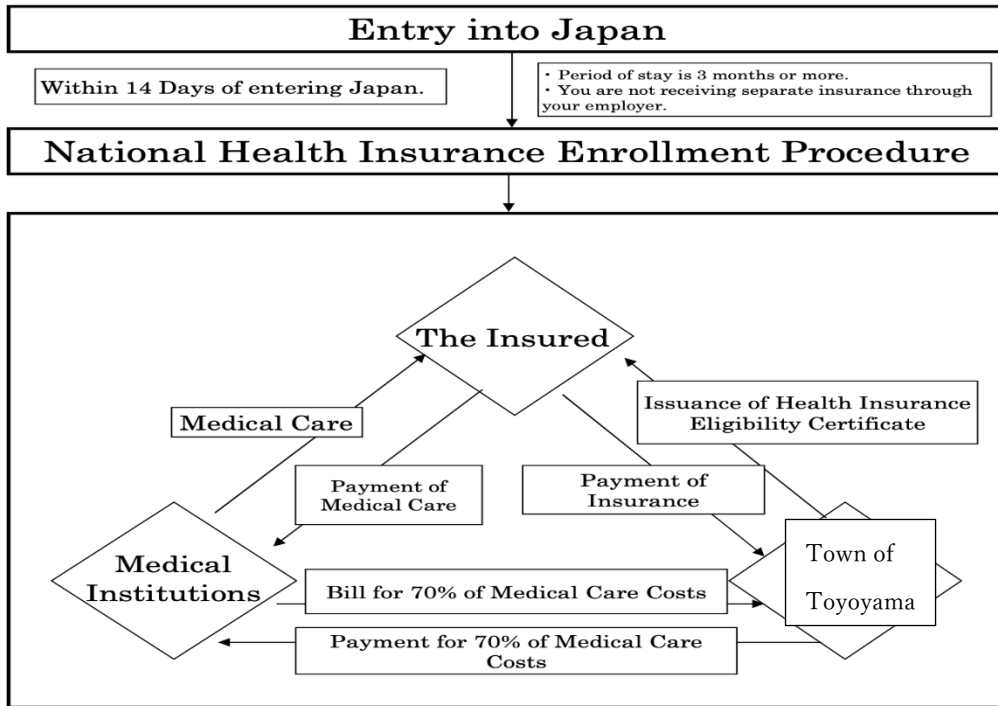 Entry into Japan
Within 14 Days of entering Japan.
・Period of stay is 3 months or more.
・You are not receiving separate insurance through
your employer.
National Health Insurance Enrollment Procedure
The Insured
Medical Care
Issuance of Health Insurance
Eligibility Certificate
Payment of
Medical Care
Payment of
Insurance
Medical
Institutions
Town of
Toyoyama
Bill for 70% of Medical Care Costs
Payment for 70% of Medical Care
Costs